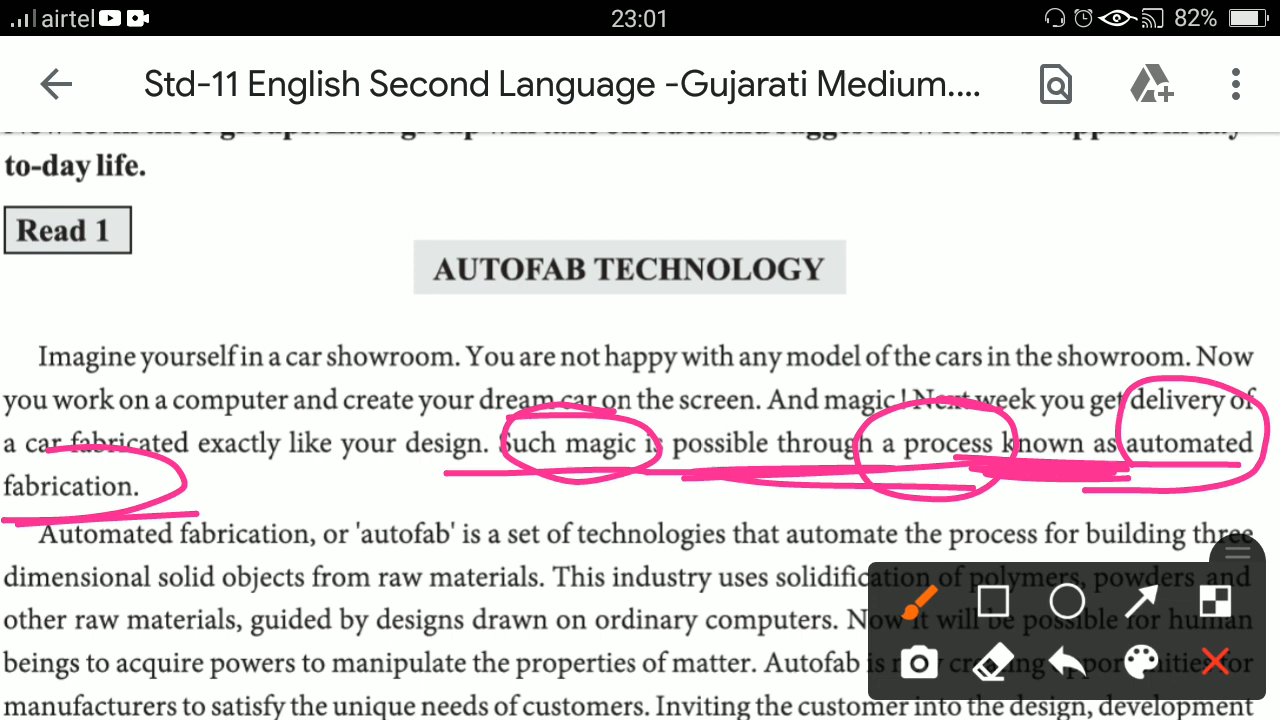 airtel 23:01 82%
Std-11 English Second Language -Gujarati Medium....
to-day life.
Read 1
AUTOFAB TECHNOLOGY
Imagine yourself in a car showroom. You are not happy with any model of the cars in the showroom. Now
you work on a computer and create your dream car on the screen. And magic ! Next week you get delivery of
a car fabricated exactly like your design. Such magic is possible through a process known as automated
fabrication.
Automated fabrication, or 'autofab' is a set of technologies that automate the process for building three
dimensional solid objects from raw materials. This industry uses solidification of polymers, powders and
other raw materials, guided by designs drawn on ordinary computers. Now it will be possible for human
beings to acquire powers to manipulate the properties of matter. Autofab is now creating opportunities for
manufacturers to satisfy the unique needs of customers. Inviting the customer into the design, development